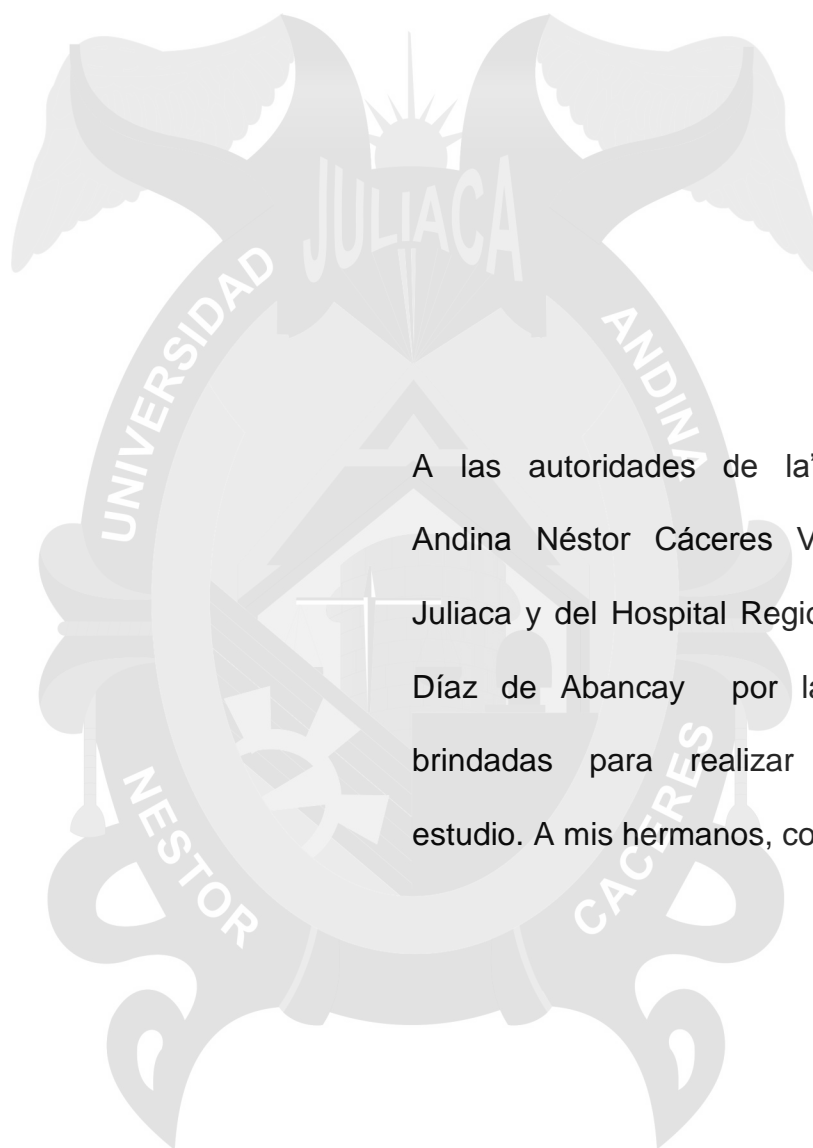 JULIACA
UNIVERSIDAD
ANDINA
A las autoridades de la"
Andina Néstor Cáceres V
Juliaca y del Hospital Regio
Díaz de Abancay por la
brindadas para realizar
estudio. A mis hermanos, co
NESTOR
CACERES